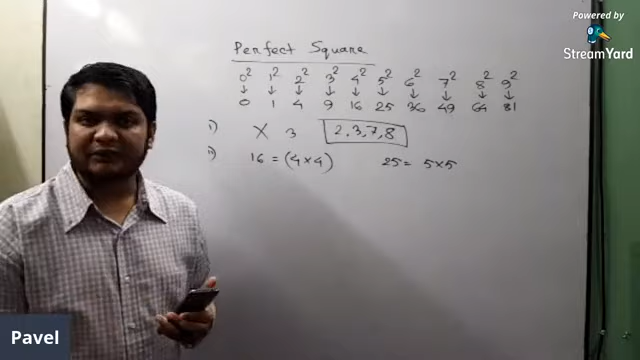 Powered by
StreamYard
Perfect Square
0² 1² 2² 3² 4² 5² 6² 7² 8² 9²
↓ ↓ ↓ ↓ ↓ ↓ ↓ ↓ ↓ ↓
0 1 4 9 16 25 36 49 64 81
i) X 3 2,3,7,8
ii) 16 = (4×4) 25 = 5×5
Pavel